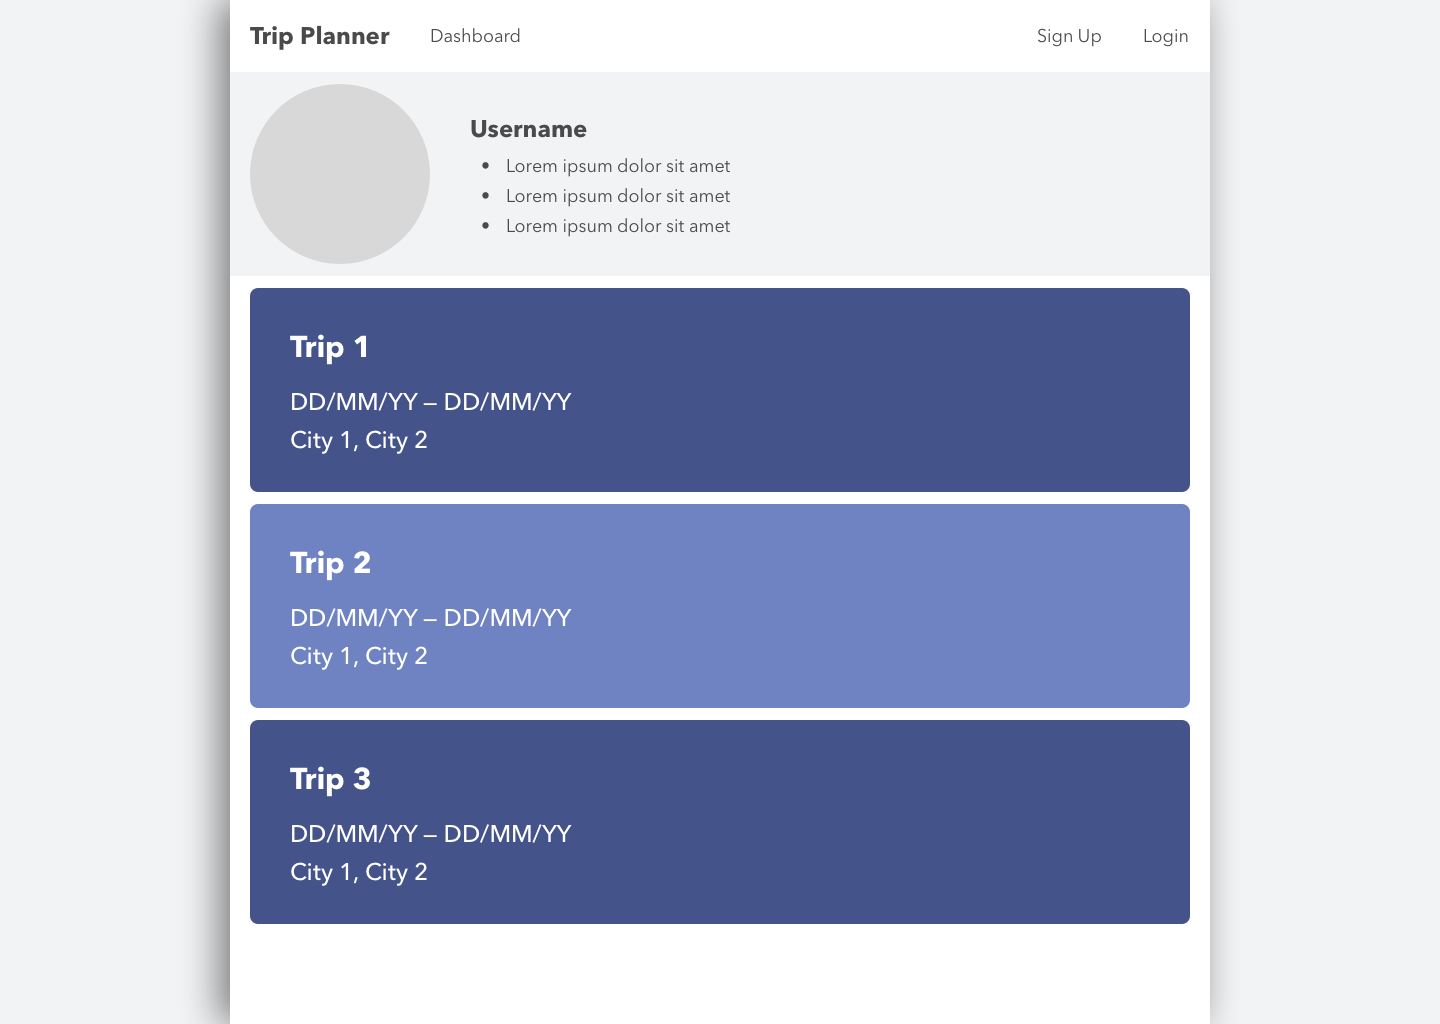 Trip Planner Dashboard Sign Up Login
Username
• Lorem ipsum dolor sit amet
• Lorem ipsum dolor sit amet
• Lorem ipsum dolor sit amet
Trip 1
DD/MM/YY – DD/MM/YY
City 1, City 2
Trip 2
DD/MM/YY – DD/MM/YY
City 1, City 2
Trip 3
DD/MM/YY – DD/MM/YY
City 1, City 2